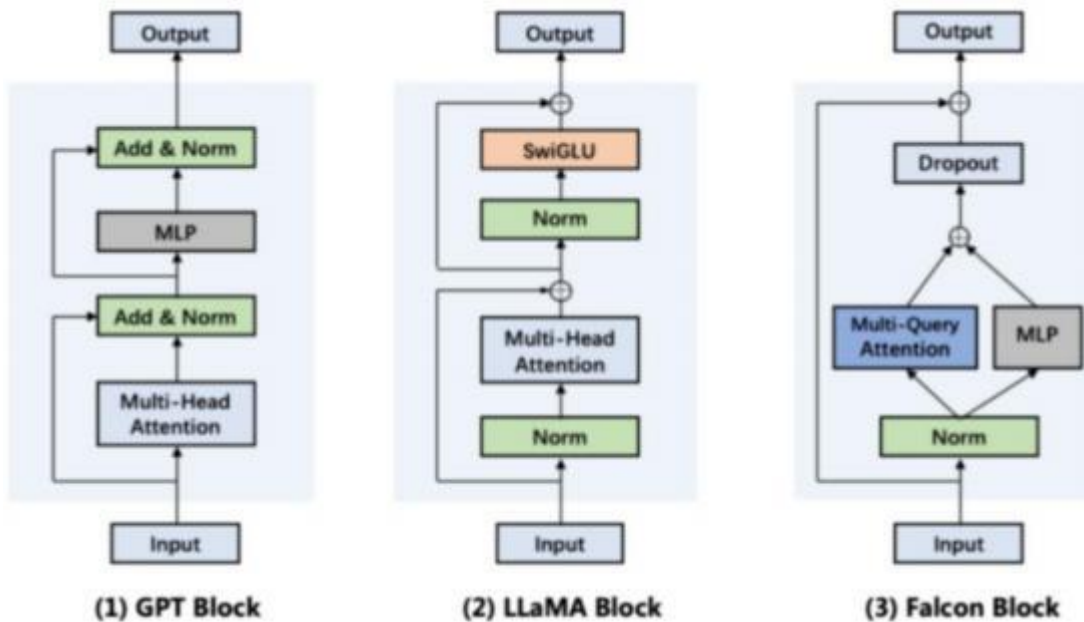 Output
Add & Norm
MLP
Add & Norm
Multi-Head
Attention
Input
(1) GPT Block
Output
SwiGLU
Norm
Multi-Head
Attention
Norm
Input
(2) LLaMA Block
Output
Dropout
Multi-Query
Attention
MLP
Norm
Input
(3) Falcon Block